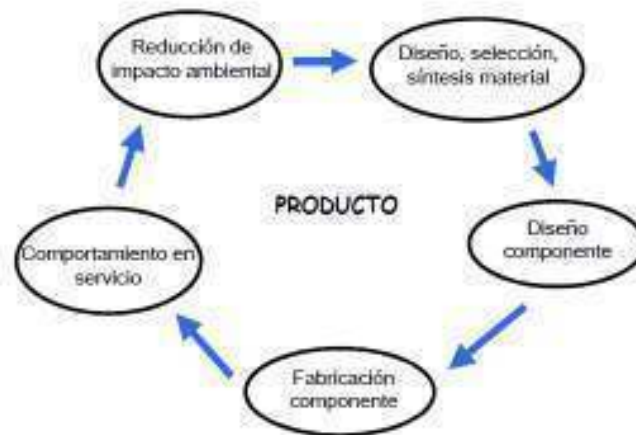 Reducción de
impacto ambiental
Diseño, selección,
síntesis material
PRODUCTO
Diseño
componente
Comportamiento en
servicio
Fabricación
componente